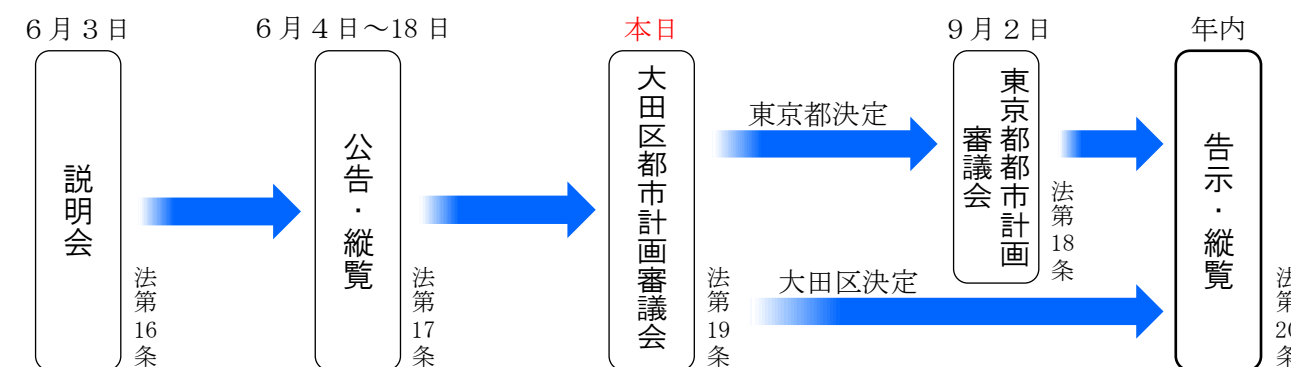 6月3日
6月4日～18日
本日
9月2日
年内
説明会
法第16条
公告・縦覧
法第17条
大田区都市計画審議会
法第19条
東京都決定
大田区決定
東京都都市計画
審議会
法第18条
告示・縦覧